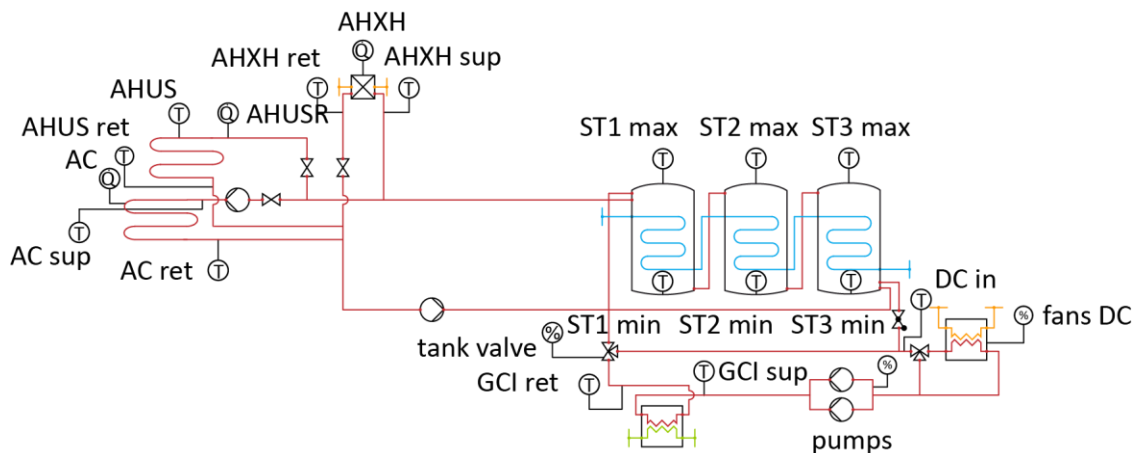 AHXH
AHXH ret
AHXH sup
Q
T
T
AHUS
AHUSR
T
Q
AHUS ret
T
AC
Q
AC sup
T
AC ret
T
ST1 max
ST2 max
ST3 max
T
T
T
T
T
T
ST1 min
ST2 min
ST3 min
DC in
T
fans DC
%
tank valve
%
GCI ret
T
T
GCI sup
%
pumps